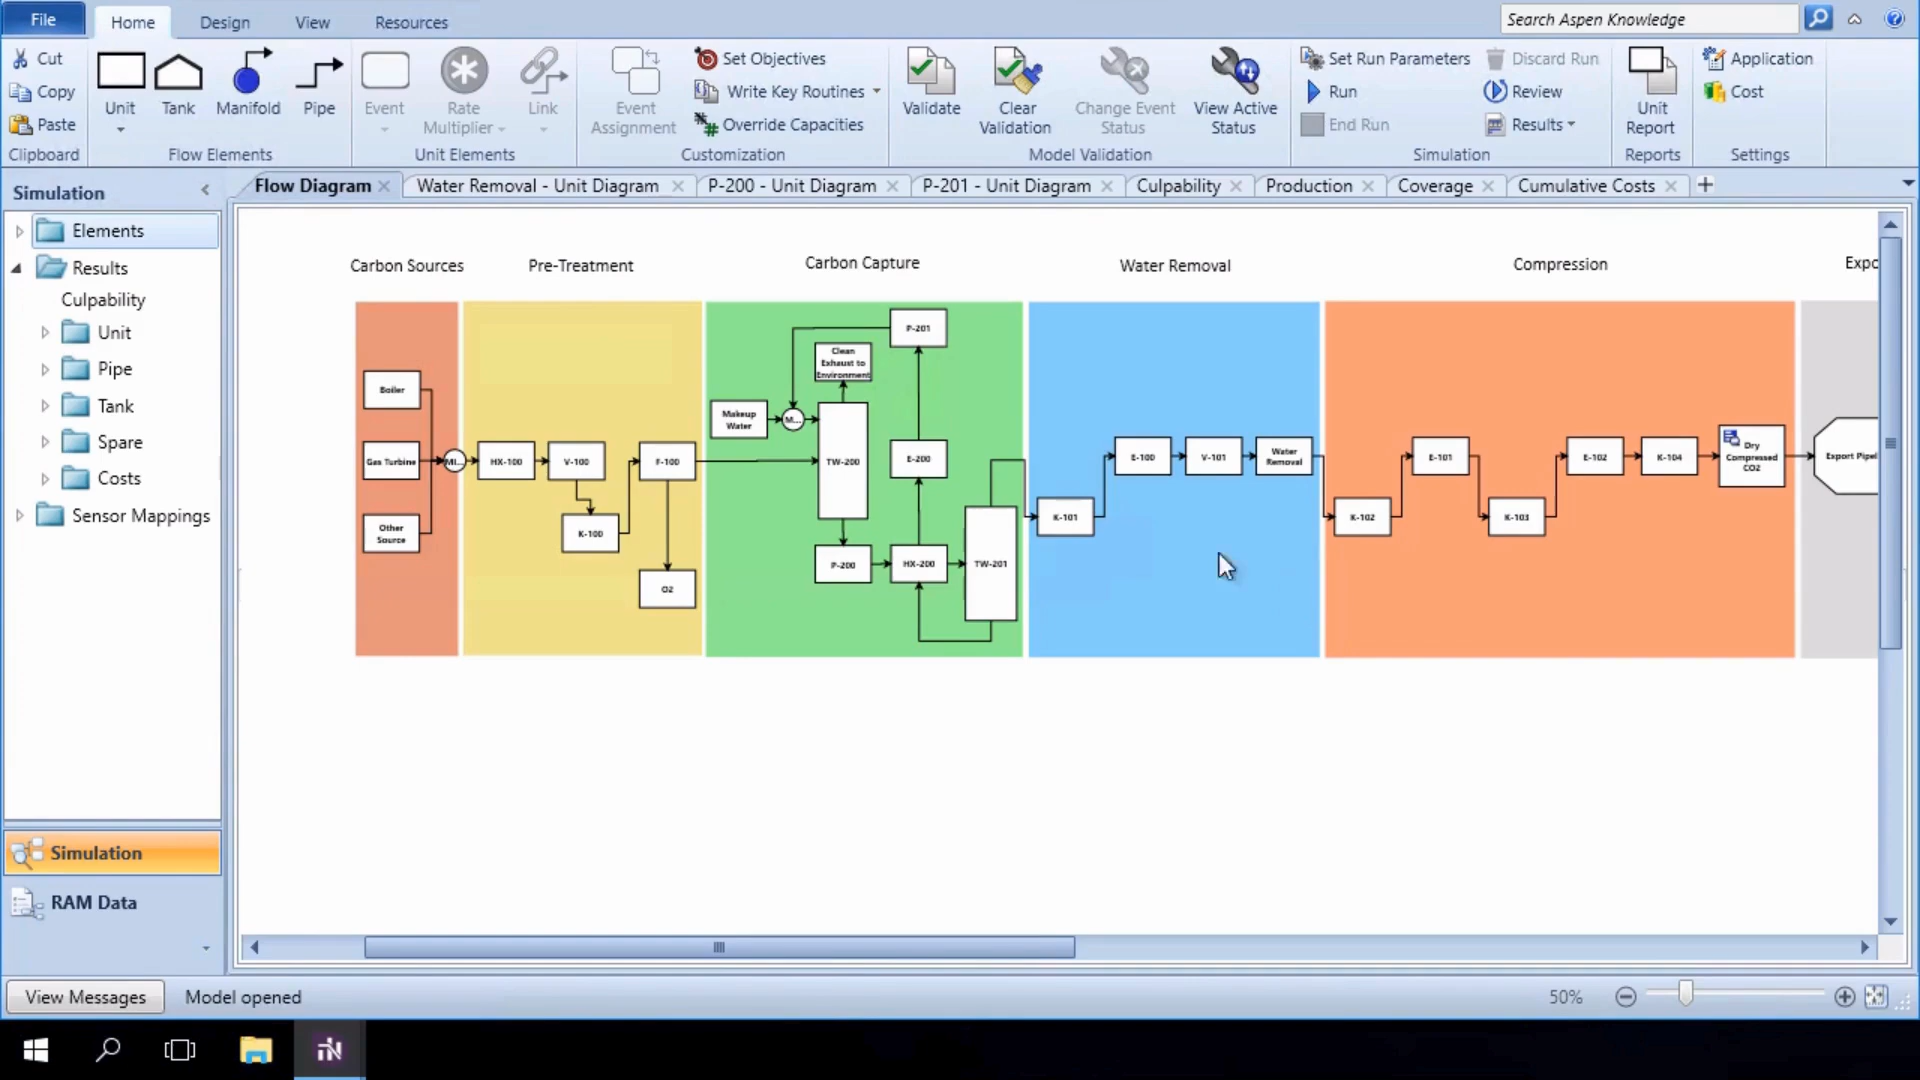 File
Home
Design
View
Resources
Search Aspen Knowledge
Cut
Copy
Paste
Clipboard
Unit
Tank
Manifold
Pipe
Flow Elements
Event
Rate
Multiplier
Link
Unit Elements
Event
Assignment
Set Objectives
Write Key Routines
Override Capacities
Customization
Validate
Clear
Validation
Change Event
Status
View Active
Status
Model Validation
Set Run Parameters
Run
End Run
Discard Run
Review
Results
Simulation
Unit
Report
Reports
Application
Cost
Settings
Simulation
Flow Diagram
Water Removal - Unit Diagram
P-200 - Unit Diagram
P-201 - Unit Diagram
Culpability
Production
Coverage
Cumulative Costs
Elements
Results
Culpability
Unit
Pipe
Tank
Spare
Costs
Sensor Mappings
Simulation
RAM Data
Carbon Sources
Pre-Treatment
Carbon Capture
Water Removal
Compression
Expo
Boiler
Gas Turbine
Other
Source
MI...
HX-100
V-100
F-100
K-100
O2
P-201
Clean
Exhaust to
Environment
Makeup
Water
M...
TW-200
E-200
P-200
HX-200
TW-201
K-101
E-100
V-101
Water
Removal
K-102
E-101
K-103
E-102
K-104
Dry
Compressed
CO2
Export Pipel
View Messages
Model opened
50%